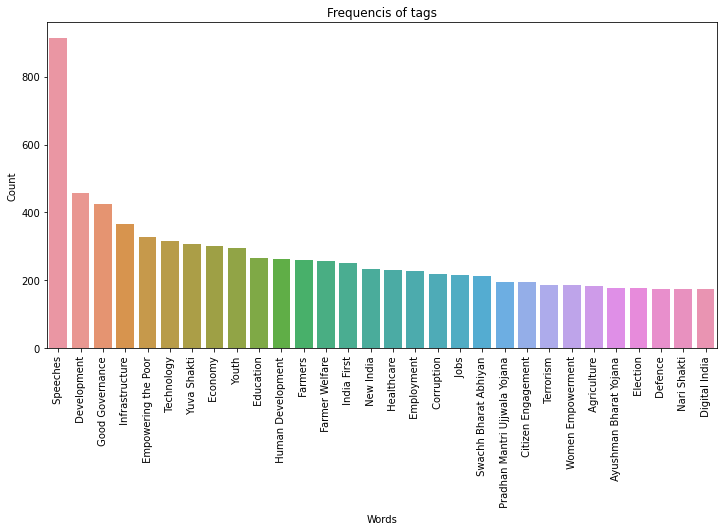 Frequencis of tags
Count
800
600
400
200
0
Speeches
Development
Good Governance
Infrastructure
Empowering the Poor
Technology
Yuva Shakti
Economy
Youth
Education
Human Development
Farmers
Farmer Welfare
India First
New India
Healthcare
Employment
Corruption
Jobs
Swachh Bharat Abhiyan
Pradhan Mantri Ujjwala Yojana
Citizen Engagement
Terrorism
Women Empowerment
Agriculture
Ayushman Bharat Yojana
Election
Defence
Nari Shakti
Digital India
Words